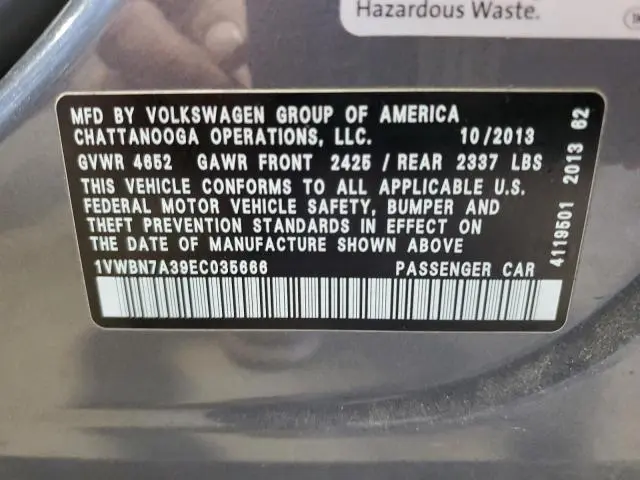 Hazardous Waste.
MFD BY VOLKSWAGEN GROUP OF AMERICA
CHATTANOOGA OPERATIONS, LLC. 10/2013
GVWR 4652 GAWR FRONT 2425 / REAR 2337 LBS
THIS VEHICLE CONFORMS TO ALL APPLICABLE U.S.
FEDERAL MOTOR VEHICLE SAFETY, BUMPER AND
THEFT PREVENTION STANDARDS IN EFFECT ON
THE DATE OF MANUFACTURE SHOWN ABOVE
1VWBN7A39EC035666 PASSENGER CAR
4119501 2013 62